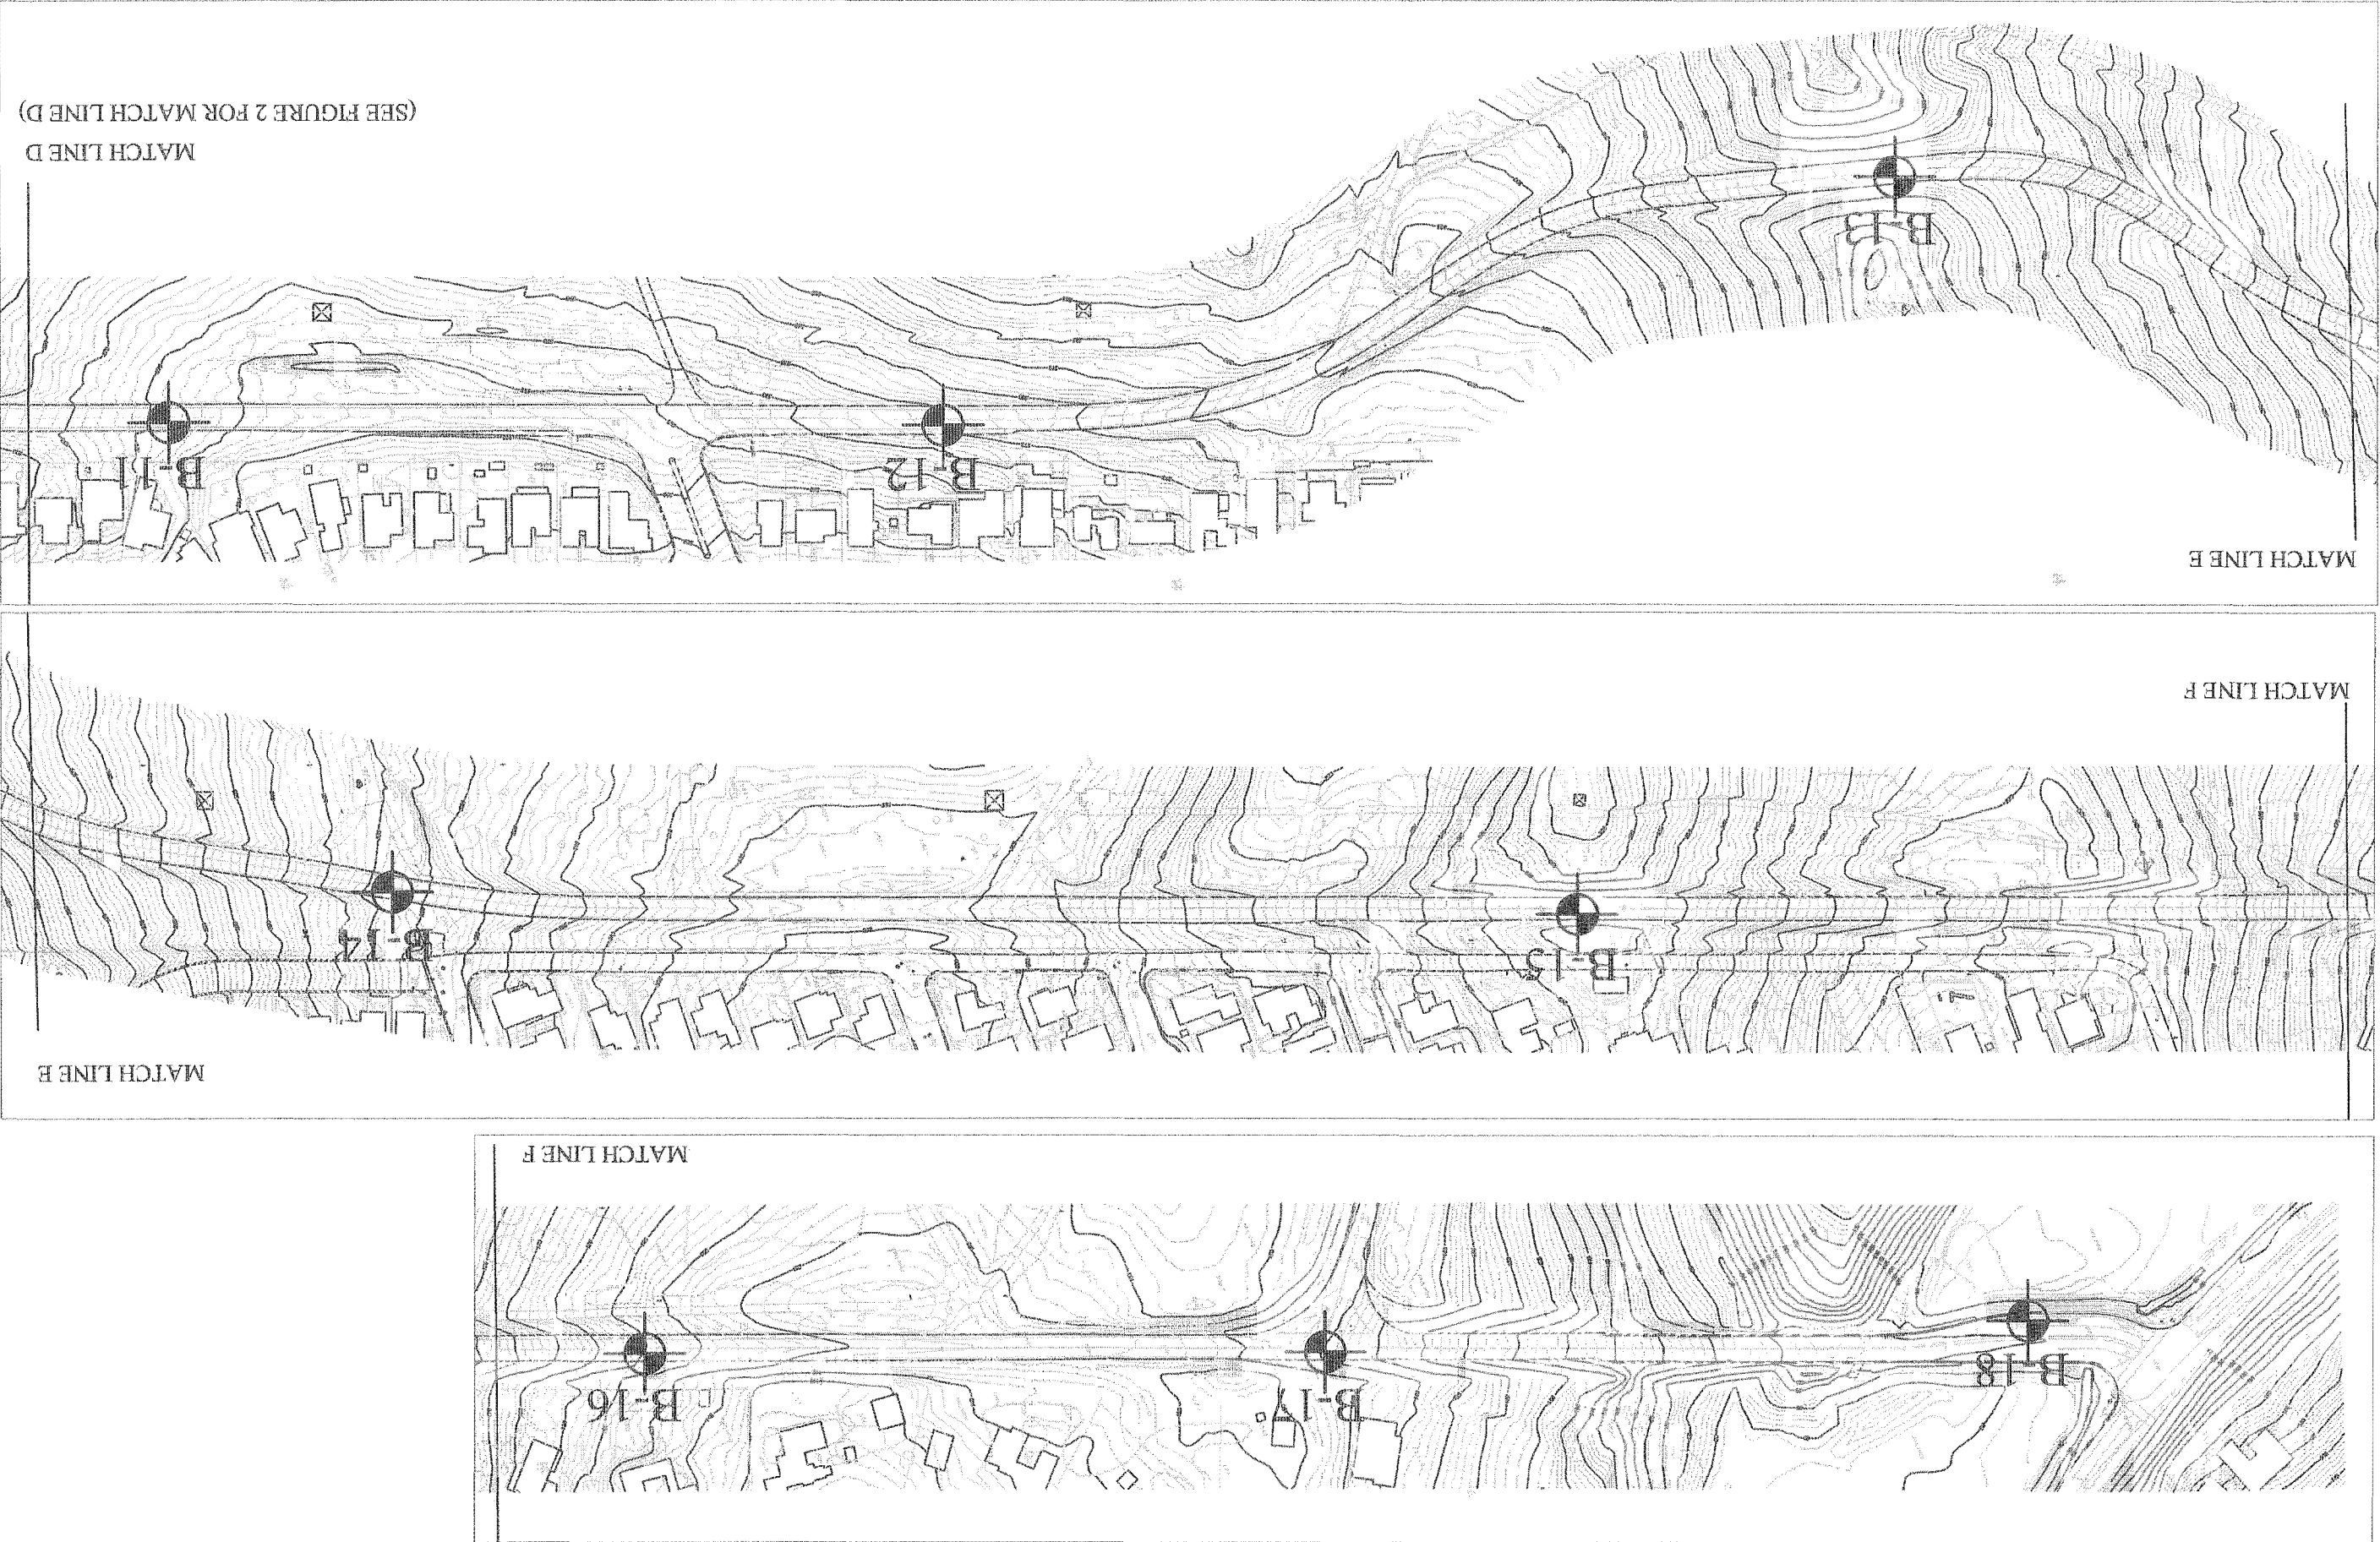 (SEE FIGURE 2 FOR MATCH LINE D)
MATCH LINE D
B-13
B-11
B-12
MATCH LINE E
MATCH LINE F
B-14
B-15
MATCH LINE E
MATCH LINE F
B-18
B-16
B-17